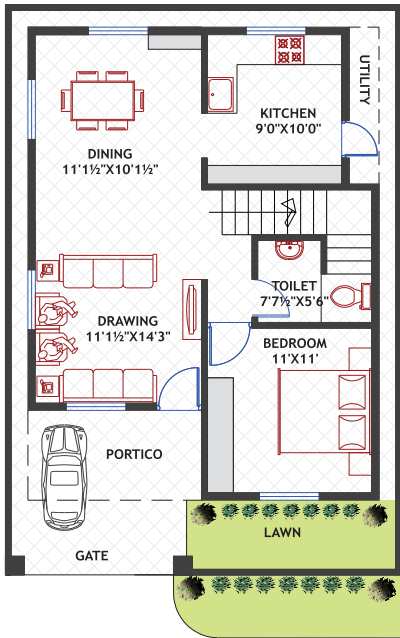 UTILITY
KITCHEN
9'0"X10'0"
DINING
11'1½"X10'1½"
TOILET
7'7½"X5'6"
DRAWING
11'1½"X14'3"
BEDROOM
11'X11'
PORTICO
LAWN
GATE